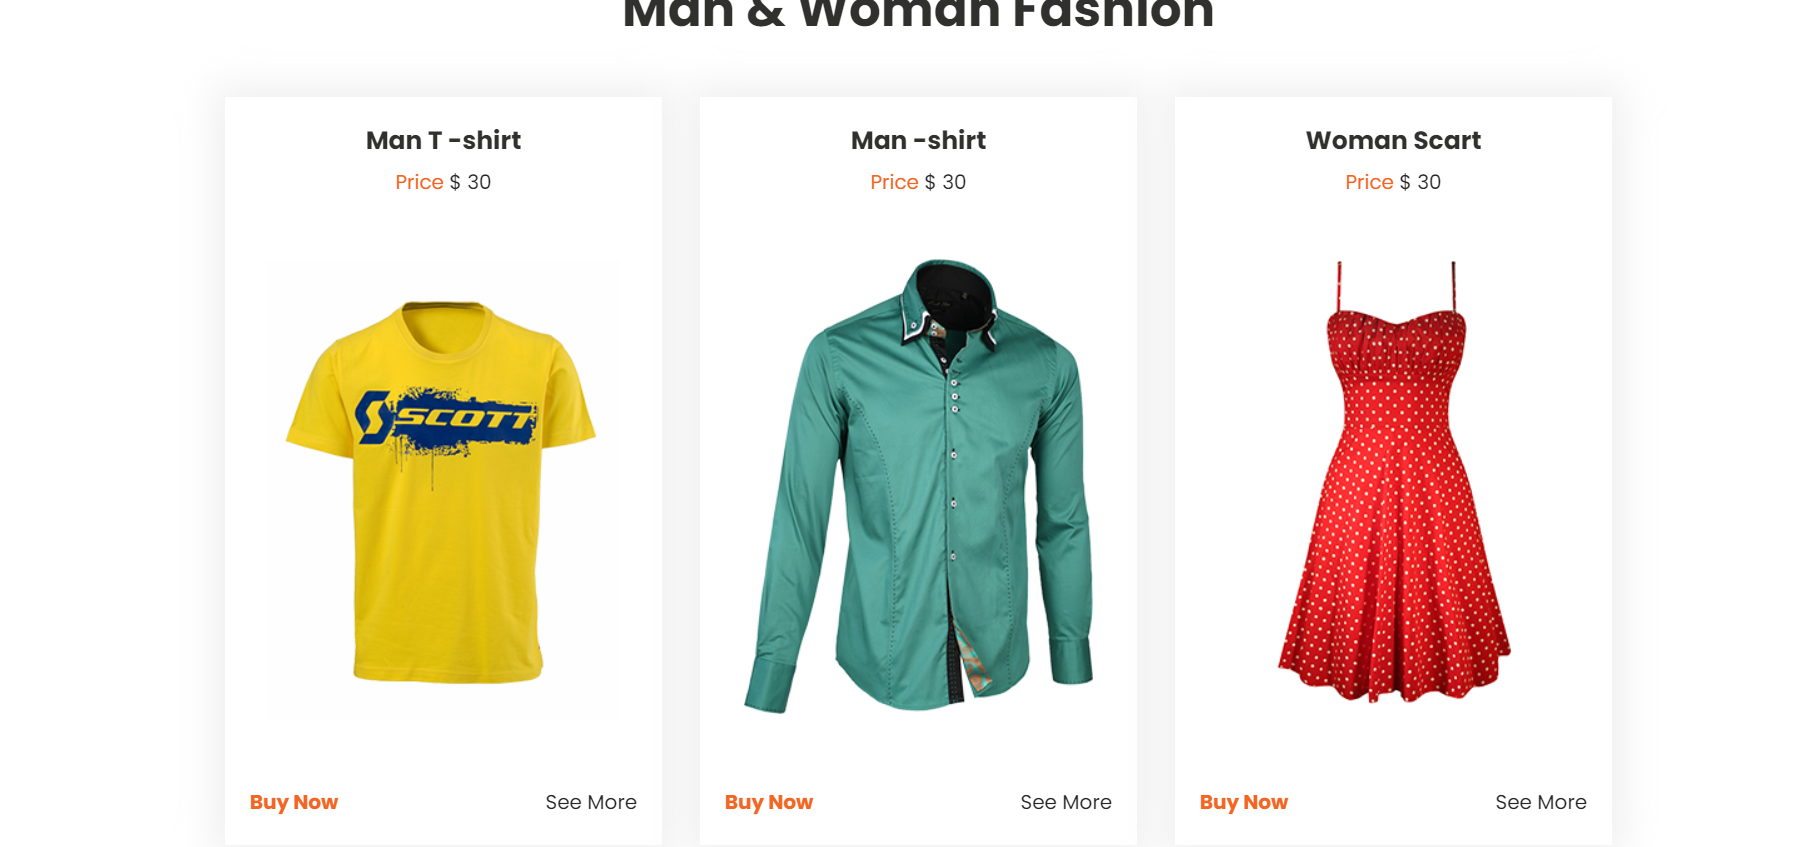 Man & Woman Fashion
Man T -shirt
Price $ 30
SCOTT
Buy Now
See More
Man -shirt
Price $ 30
Buy Now
See More
Woman Scart
Price $ 30
Buy Now
See More